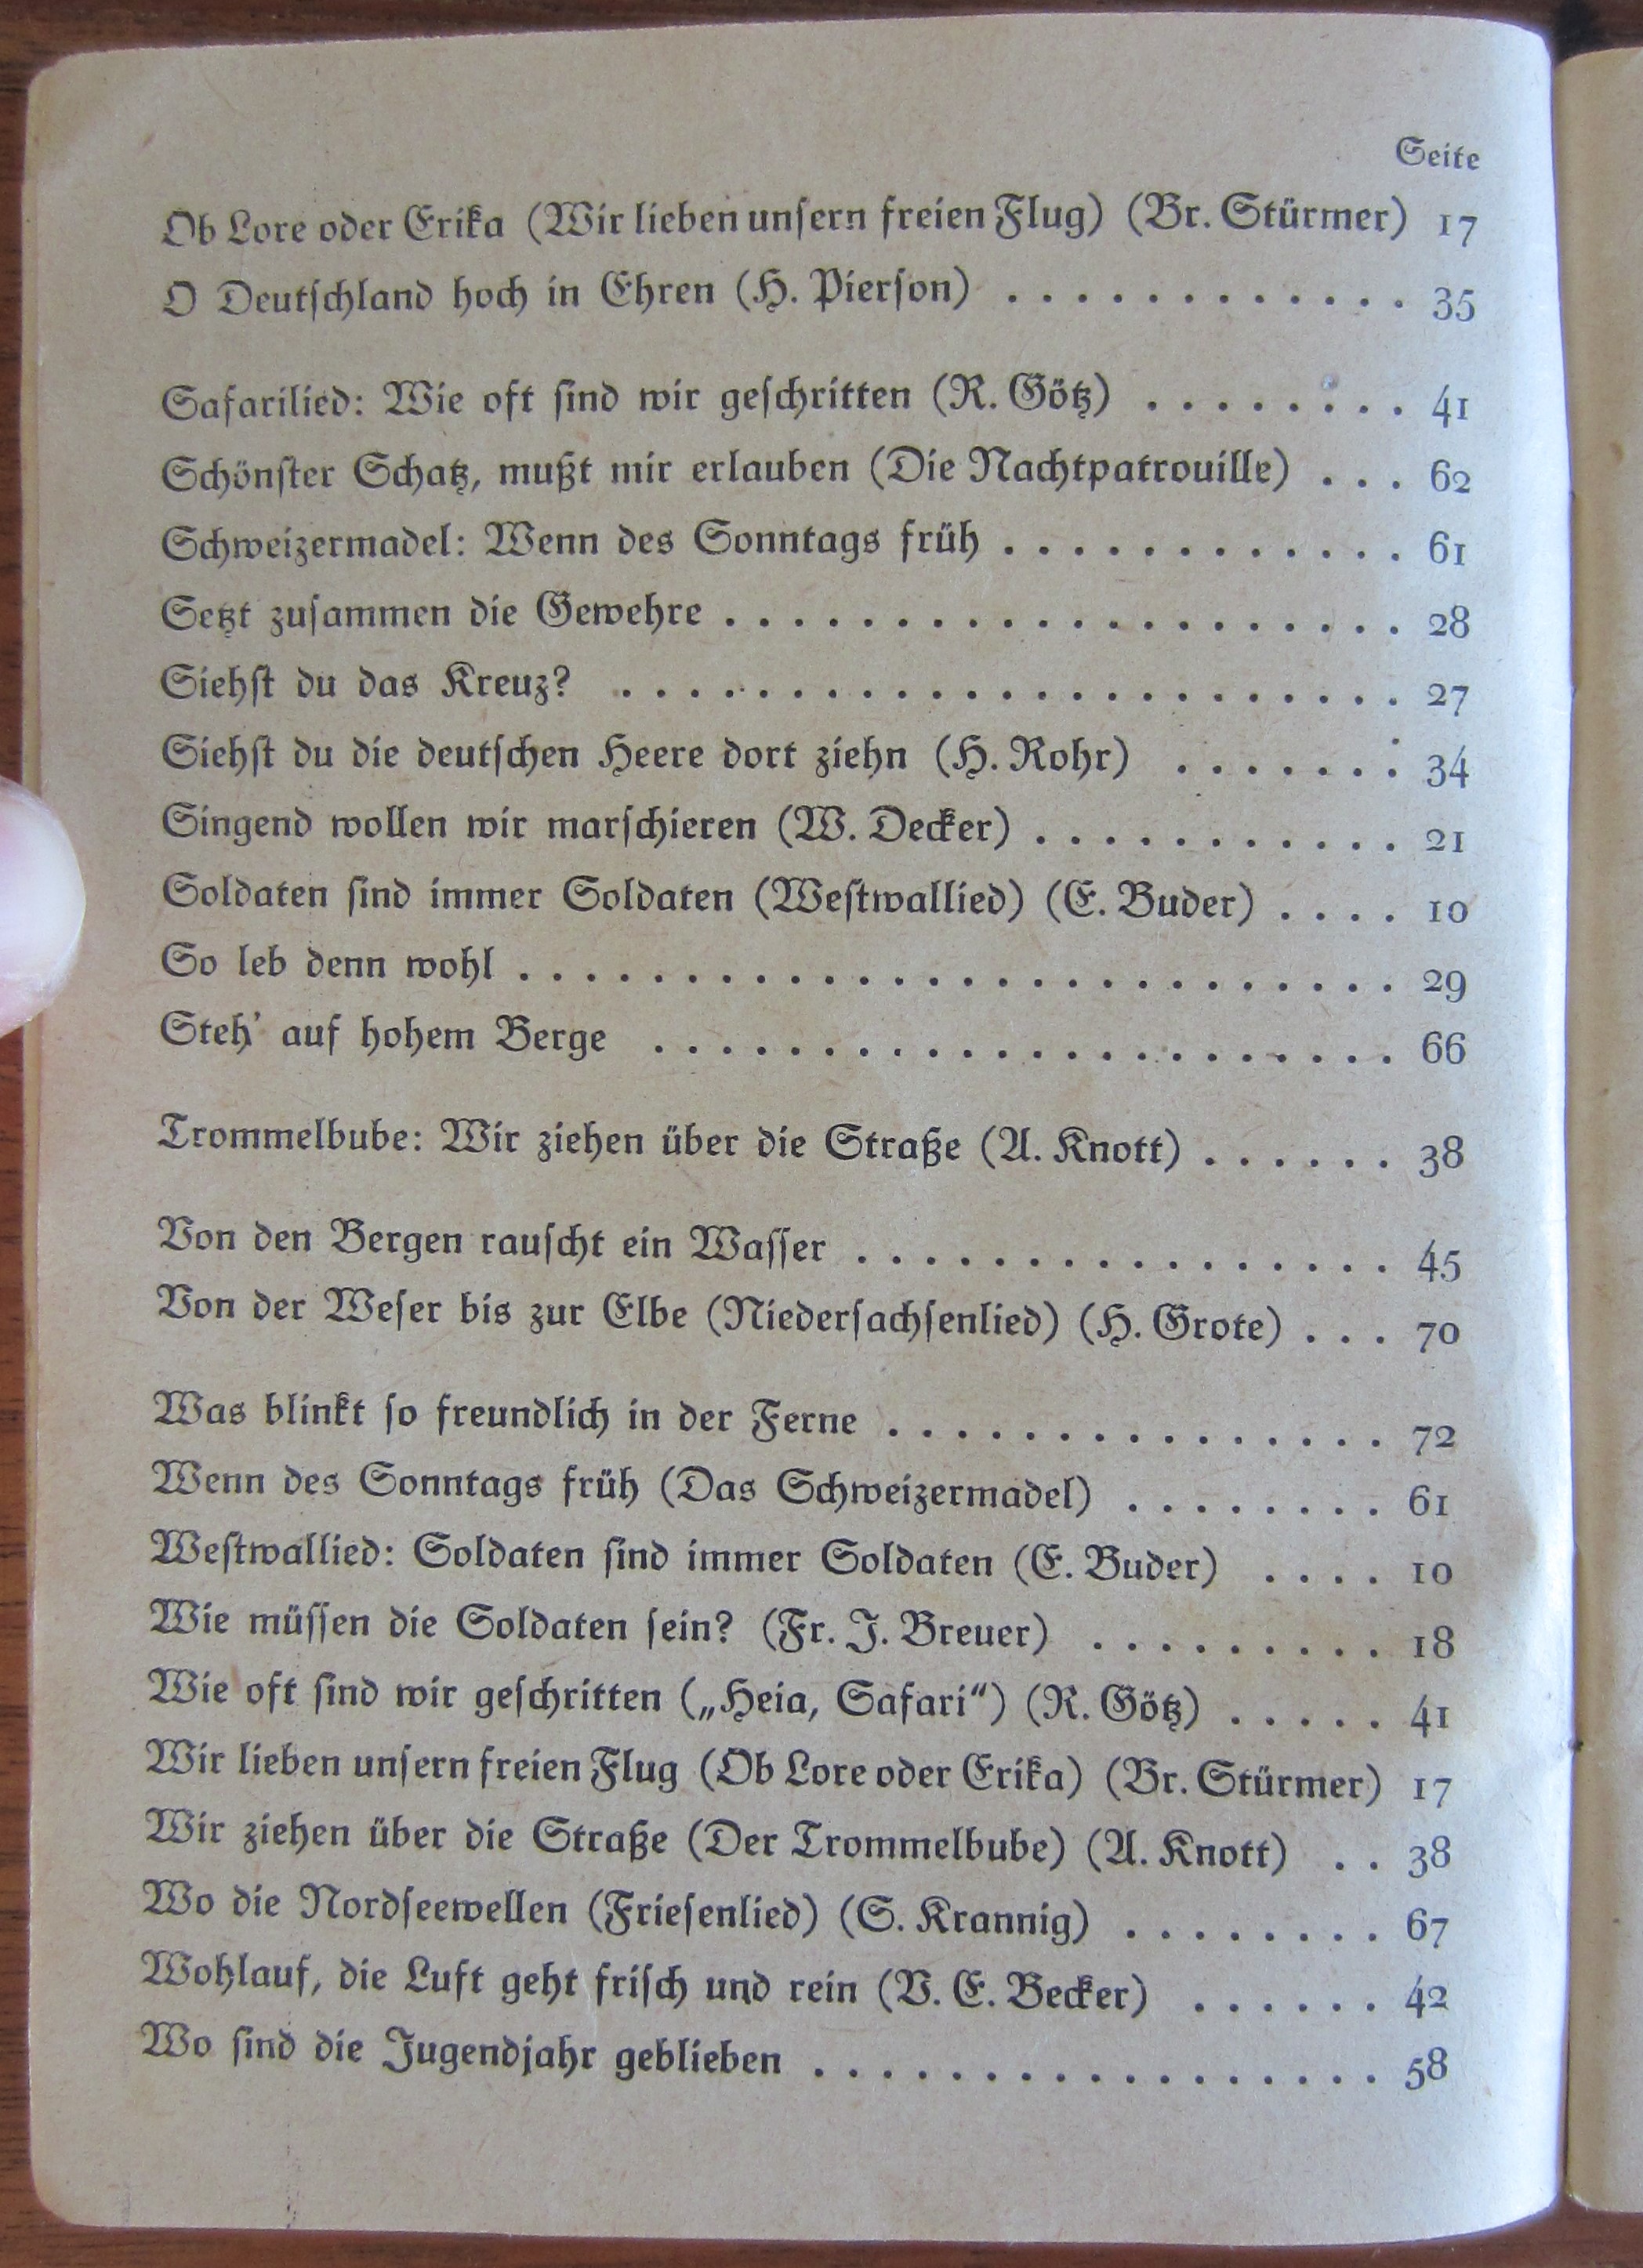 Seite
Ob Lore oder Erika (Wir lieben unsern freien Flug) (Br. Stürmer) 17
O Deutschland hoch in Ehren (H. Pierson) . . . . . . . . . . . . 35
Safarilied: Wie oft sind wir geschritten (R. Götz) . . . . . . . . 41
Schönster Schatz, mußt mir erlauben (Die Nachtpatrouille) . . . 62
Schweizermadel: Wenn des Sonntags früh . . . . . . . . . . . . 61
Setzt zusammen die Gewehre . . . . . . . . . . . . . . . . . . . . 28
Siehst du das Kreuz? . . . . . . . . . . . . . . . . . . . . . . . 27
Siehst du die deutschen Heere dort ziehn (H. Rohr) . . . . . . . 34
Singend wollen wir marschieren (W. Decker) . . . . . . . . . . . 21
Soldaten sind immer Soldaten (Westwallied) (E. Buder) . . . . 10
So leb denn wohl . . . . . . . . . . . . . . . . . . . . . . . . . . 29
Steh' auf hohem Berge . . . . . . . . . . . . . . . . . . . . . . 66
Trommelbube: Wir ziehen über die Straße (A. Knott) . . . . . . 38
Von den Bergen rauscht ein Wasser . . . . . . . . . . . . . . . . 45
Von der Weser bis zur Elbe (Niedersachsenlied) (H. Grote) . . . 70
Was blinkt so freundlich in der Ferne . . . . . . . . . . . . . . . 72
Wenn des Sonntags früh (Das Schweizermadel) . . . . . . . . 61
Westwallied: Soldaten sind immer Soldaten (E. Buder) . . . . 10
Wie müssen die Soldaten sein? (Fr. J. Breuer) . . . . . . . . . 18
Wie oft sind wir geschritten („Heia, Safari“) (R. Götz) . . . . . 41
Wir lieben unsern freien Flug (Ob Lore oder Erika) (Br. Stürmer) 17
Wir ziehen über die Straße (Der Trommelbube) (A. Knott) . . 38
Wo die Nordseewellen (Friesenlied) (S. Krannig) . . . . . . . . 67
Wohlauf, die Luft geht frisch und rein (V. E. Becker) . . . . . . 42
Wo sind die Jugendjahr geblieben . . . . . . . . . . . . . . . . . 58